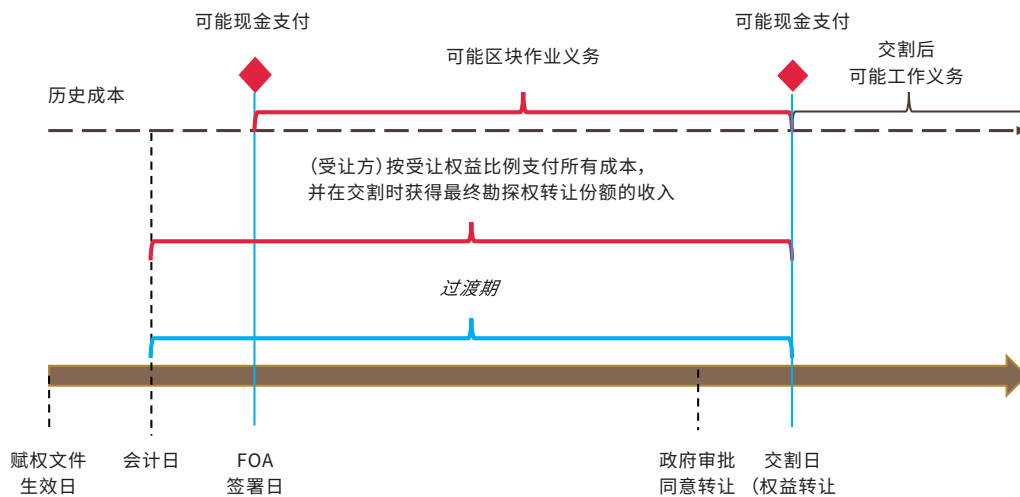 可能现金支付
可能现金支付
可能区块作业义务
交割后
可能工作义务
历史成本
(受让方)按受让权益比例支付所有成本，
并在交割时获得最终勘探权转让份额的收入
过渡期
赋权文件
生效日
会计日
FOA
签署日
政府审批
同意转让
交割日
（权益转让